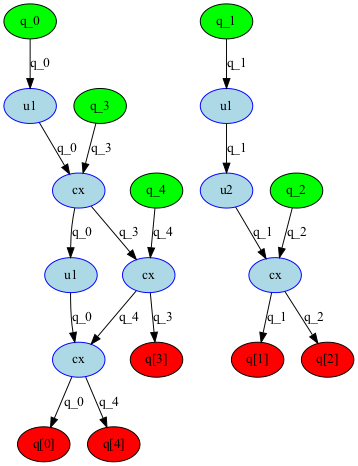 q_0 q_1
q_0 q_1
u1 q_3 u1
q_0 q_3 q_1
cx q_4 u2 q_2
q_0 q_3 q_4 q_1 q_2
u1 cx cx
q_0 q_4 q_3 q_1 q_2
cx q[3] q[1] q[2]
q_0 q_4
q[0] q[4]